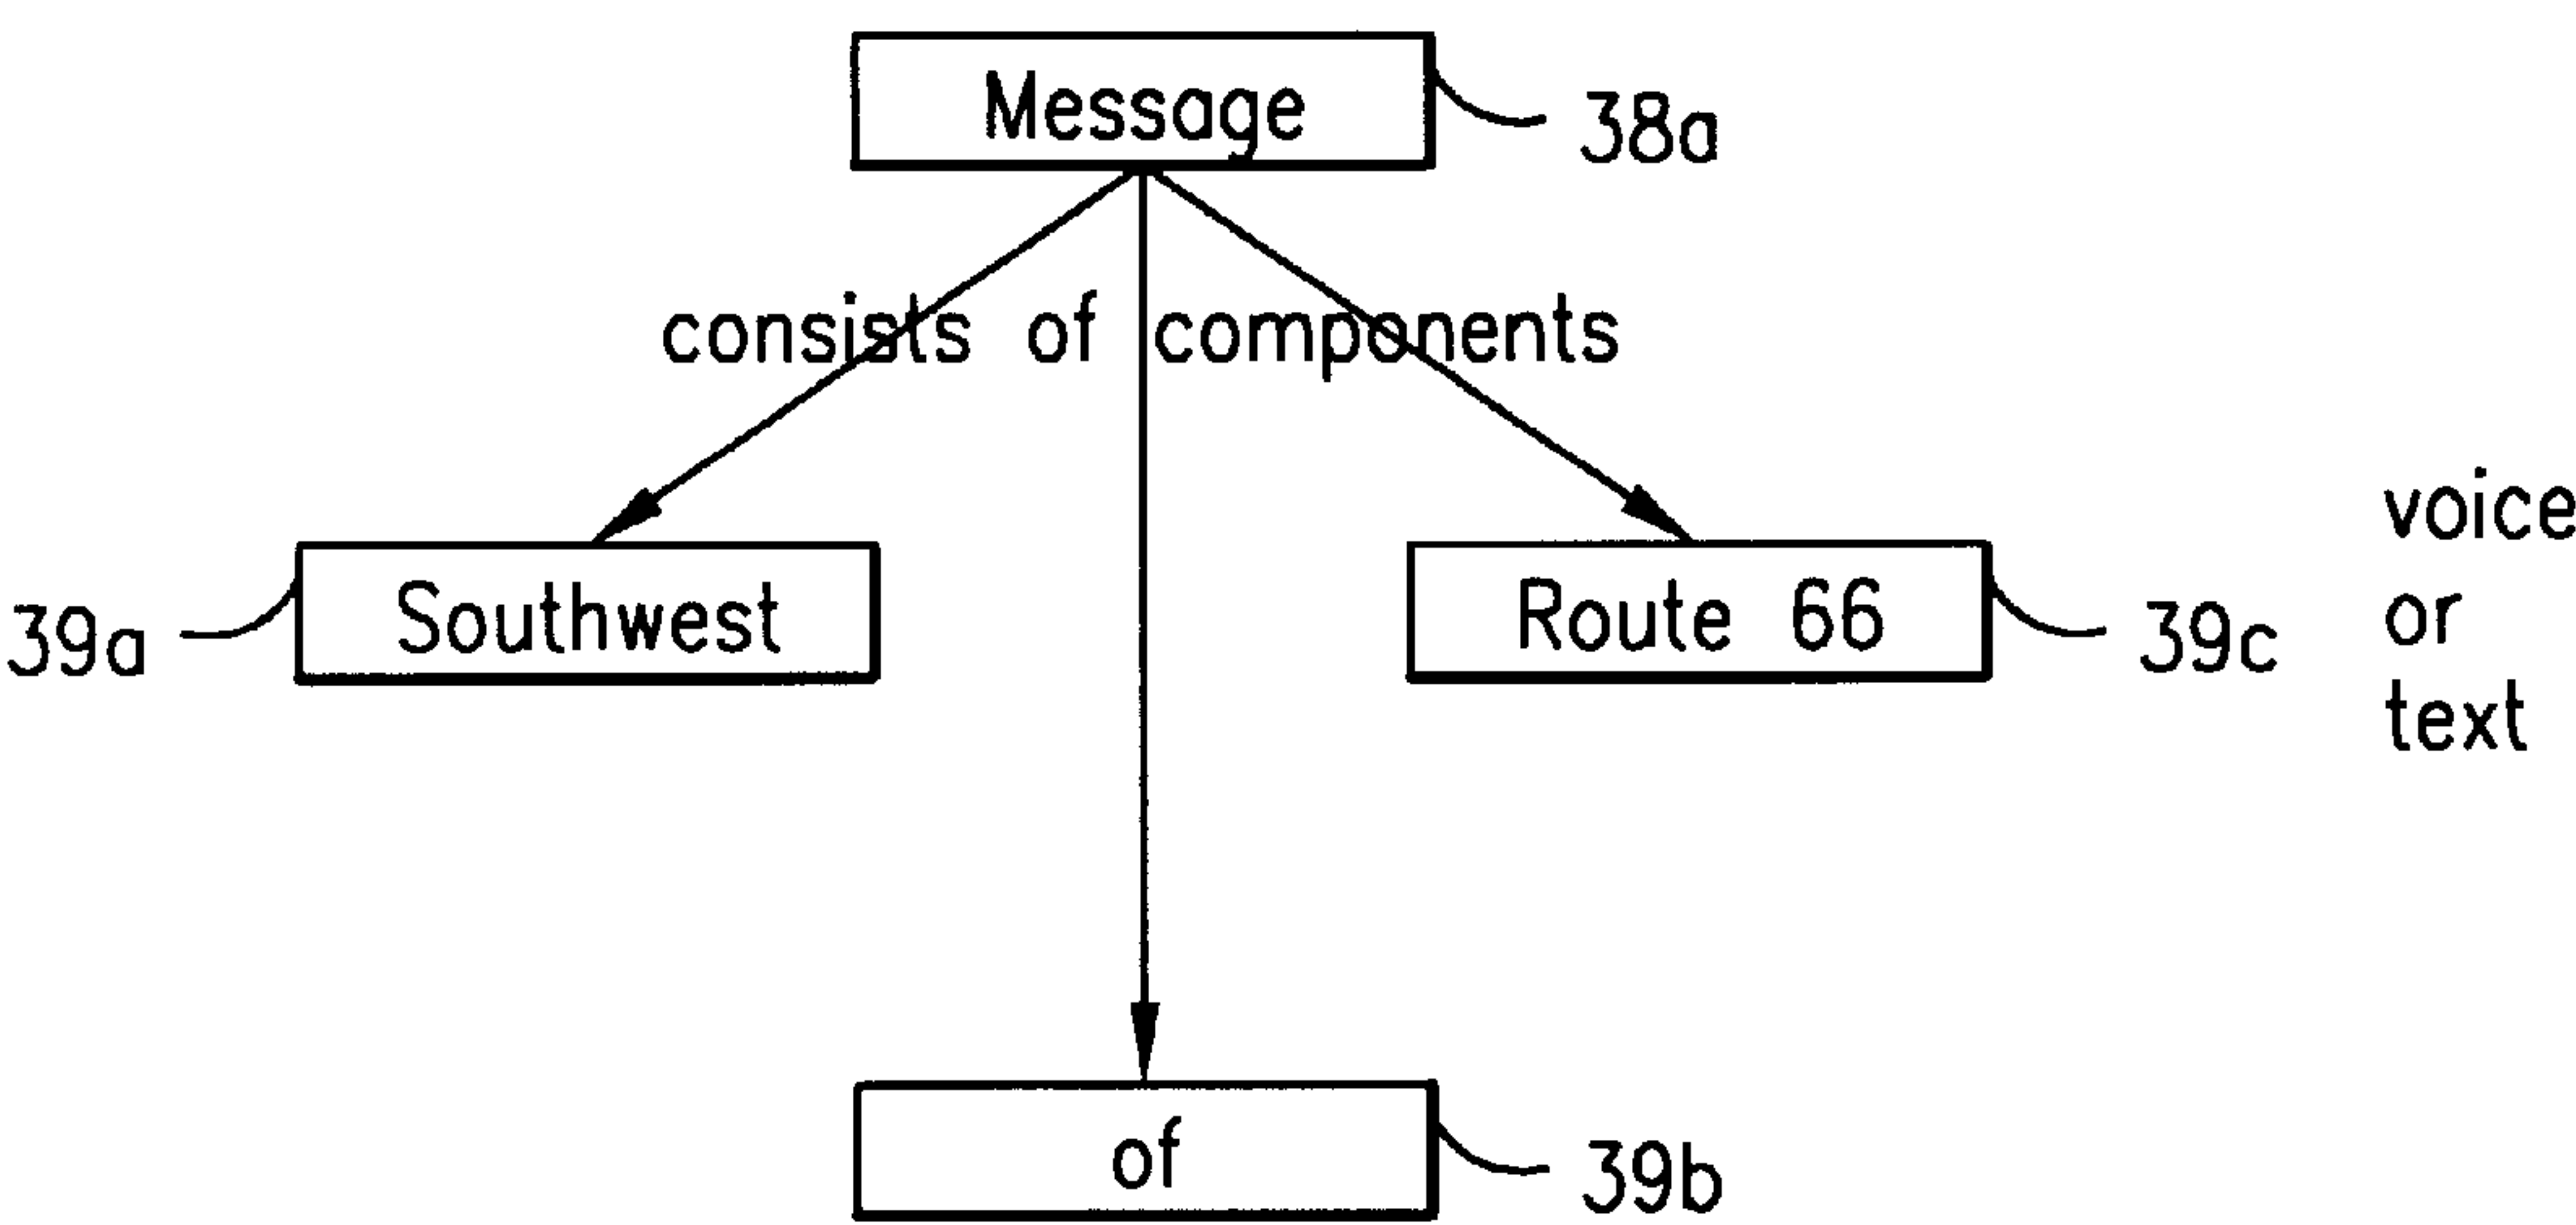 Message
38a
consists of components
39a
Southwest
Route 66
39c
voice
or
text
of
39b